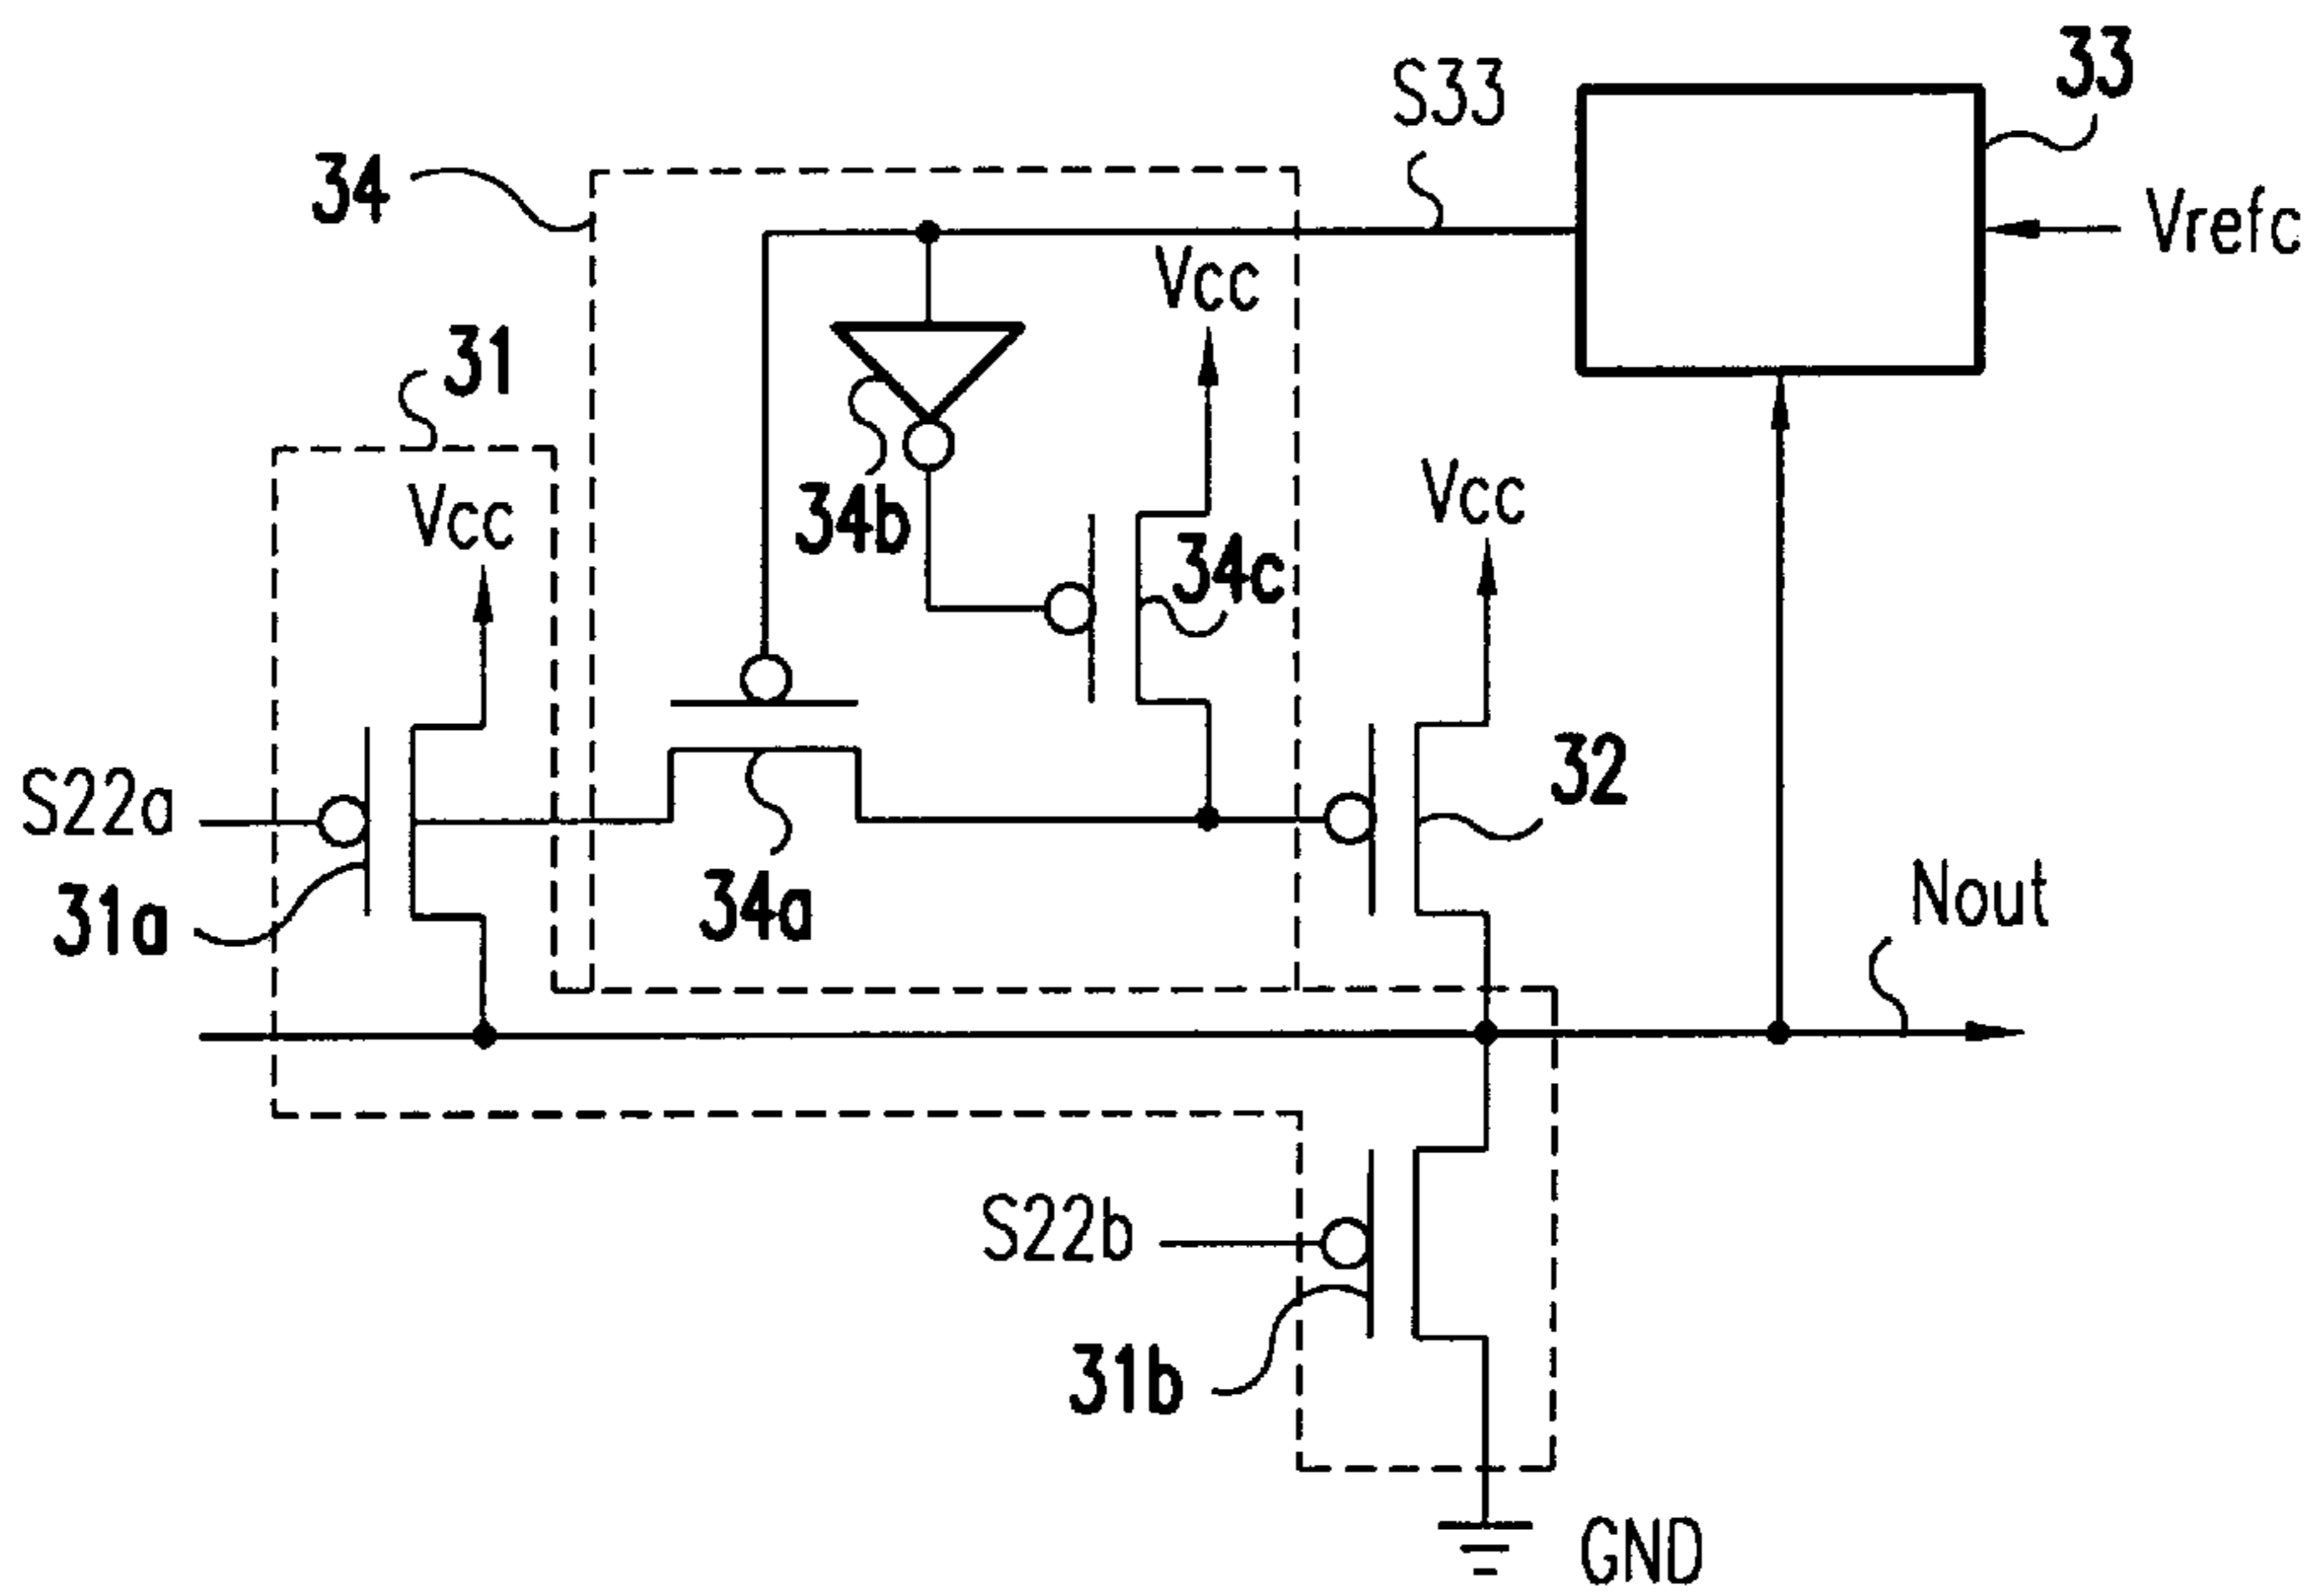 33
S33
34
Vrefc
Vcc
31
Vcc
34b
Vcc
34c
S22a
32
31a
34a
Nout
S22b
31b
GND